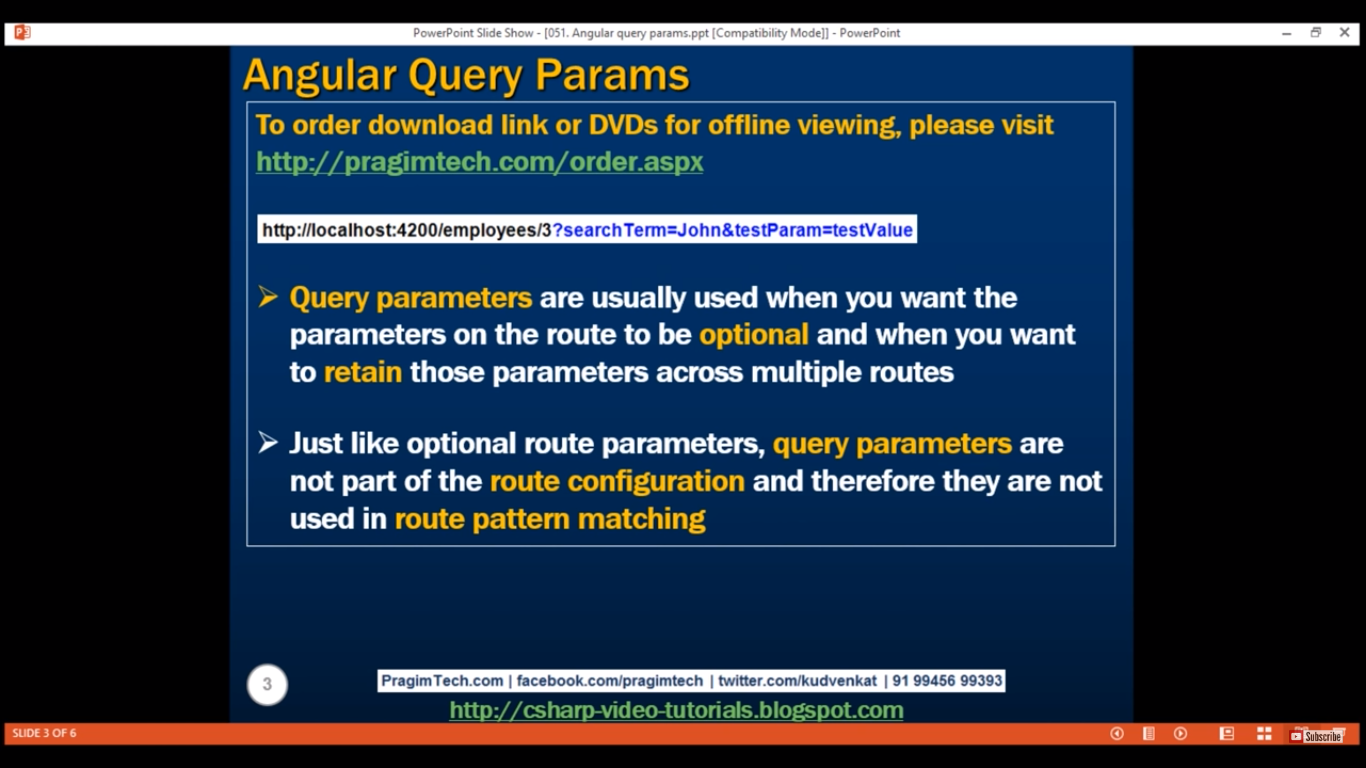 PowerPoint Slide Show - [051. Angular query params.ppt [Compatibility Mode]] - PowerPoint
Angular Query Params
To order download link or DVDs for offline viewing, please visit
http://pragimtech.com/order.aspx
http://localhost:4200/employees/3?searchTerm=John&testParam=testValue
Query parameters are usually used when you want the
parameters on the route to be optional and when you want
to retain those parameters across multiple routes
Just like optional route parameters, query parameters are
not part of the route configuration and therefore they are not
used in route pattern matching
3
PragimTech.com | facebook.com/pragimtech | twitter.com/kudvenkat | 91 99456 99393
http://csharp-video-tutorials.blogspot.com
SLIDE 3 OF 6
Subscribe